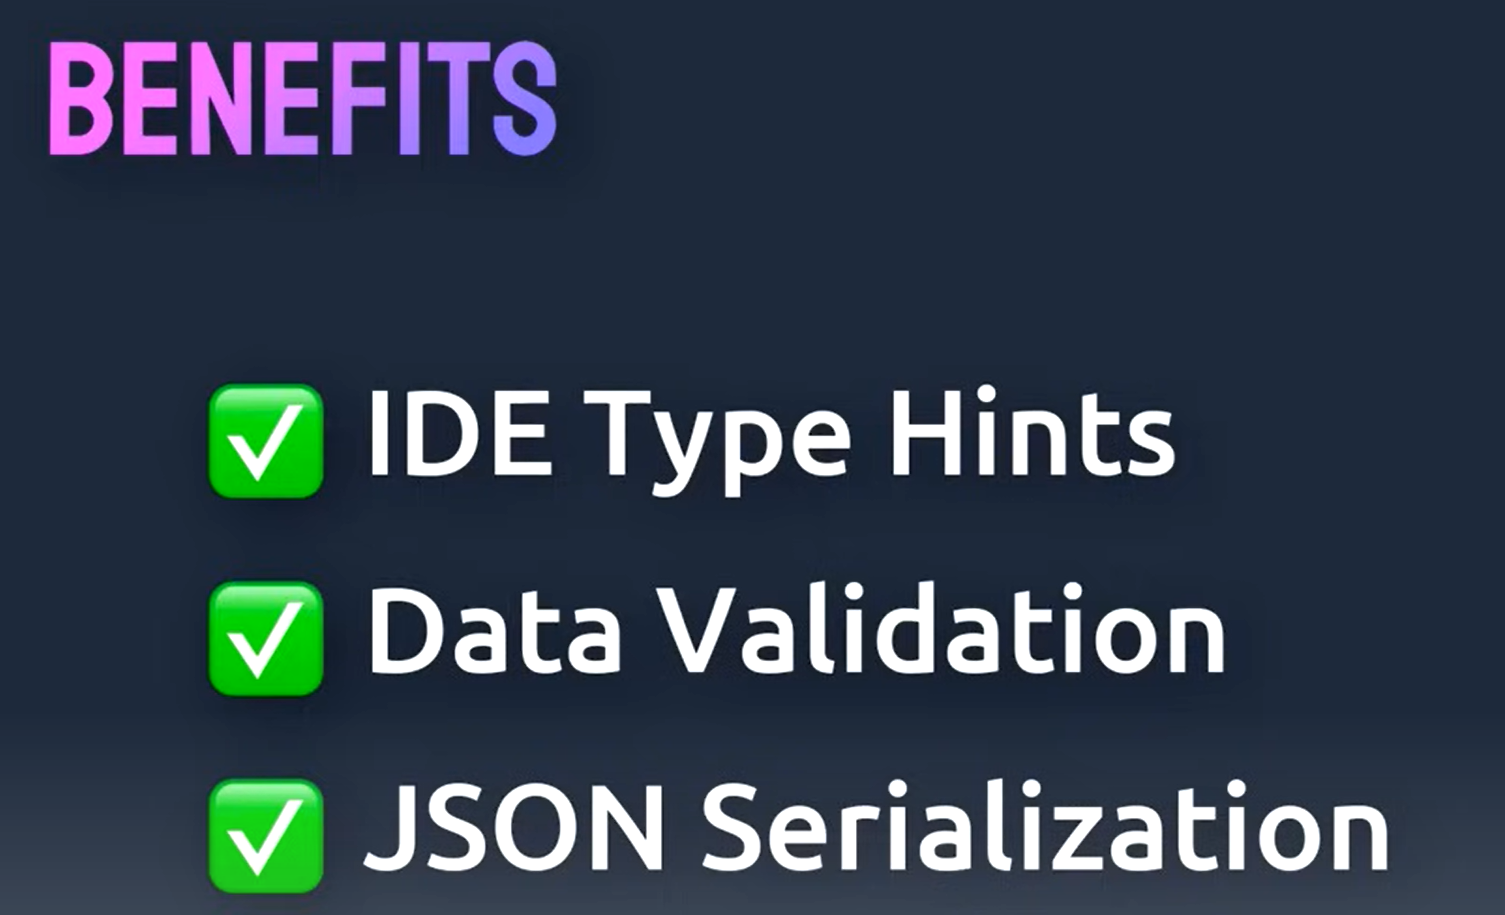 BENEFITS
✅ IDE Type Hints
✅ Data Validation
✅ JSON Serialization